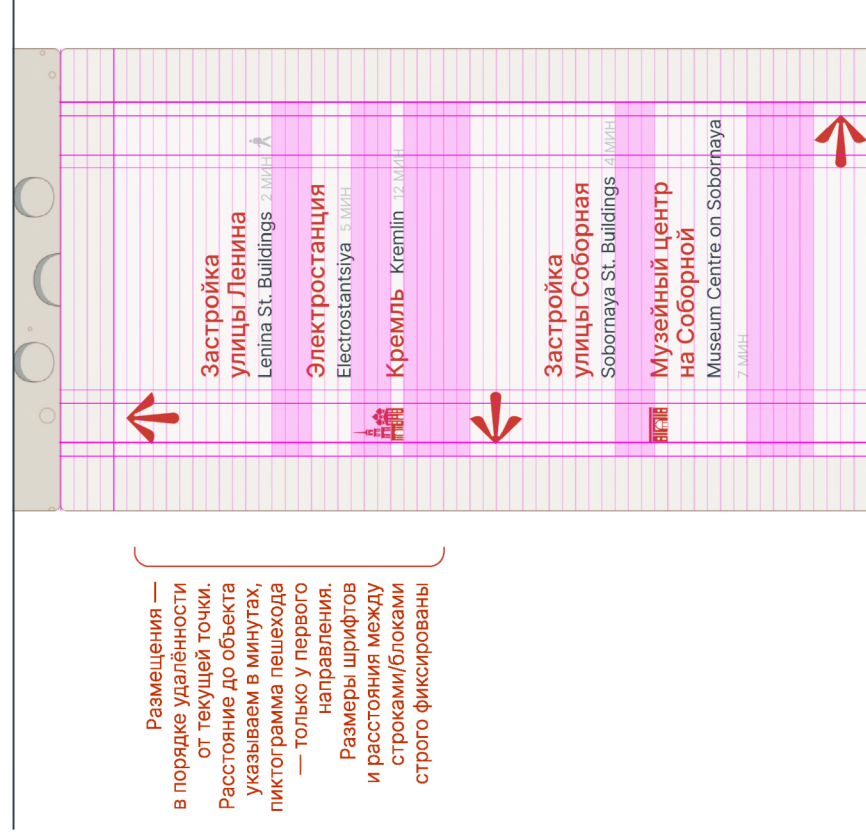 Застройка
улицы Ленина
Lenina St. Buildings 2 МИН
Электростанция
Electrostantsiya 5 МИН
Кремль Kremlin 12 МИН
Застройка
улицы Соборная
Sobornaya St. Buildings 4 МИН
Музейный центр
на Соборной
Museum Centre on Sobornaya
7 МИН
Размещения —
в порядке удалённости
от текущей точки.
Расстояние до объекта
указываем в минутах,
пиктограмма пешехода
— только у первого
направления.
Размеры шрифтов
и расстояния между
строками/блоками
строго фиксированы